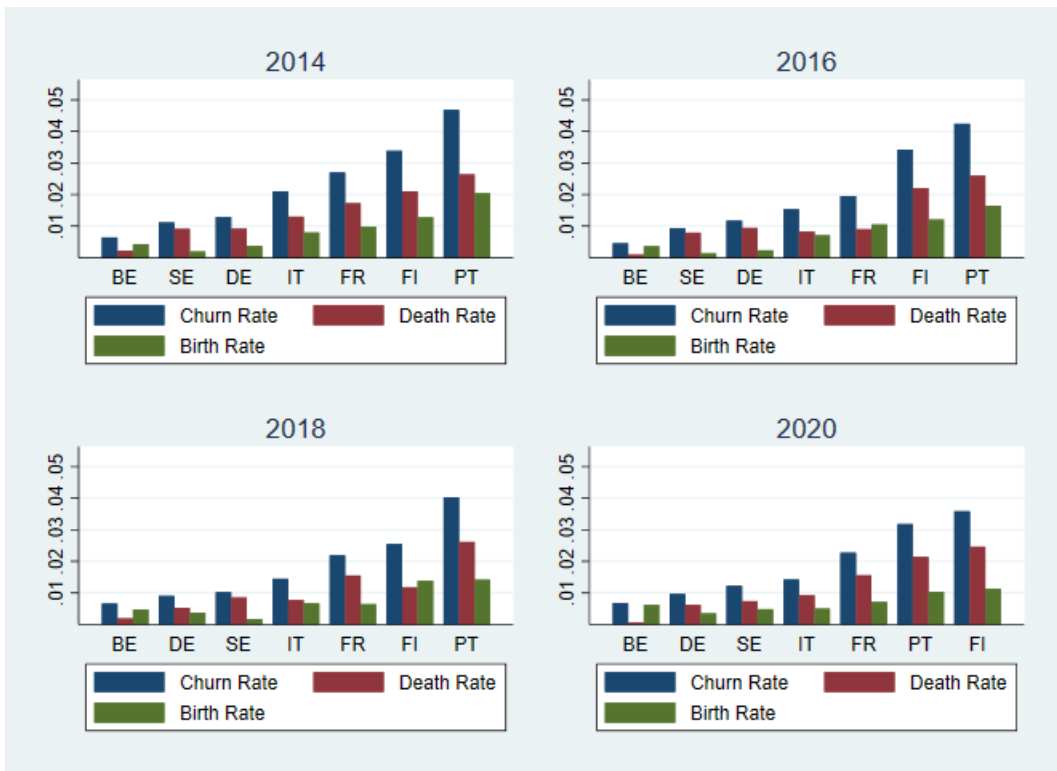 2014
.01 .02 .03 .04 .05
BE SE DE IT FR FI PT
Churn Rate Death Rate
Birth Rate
2016
.01 .02 .03 .04 .05
BE SE DE IT FR FI PT
Churn Rate Death Rate
Birth Rate
2018
.01 .02 .03 .04 .05
BE DE SE IT FR FI PT
Churn Rate Death Rate
Birth Rate
2020
.01 .02 .03 .04 .05
BE DE SE IT FR PT FI
Churn Rate Death Rate
Birth Rate